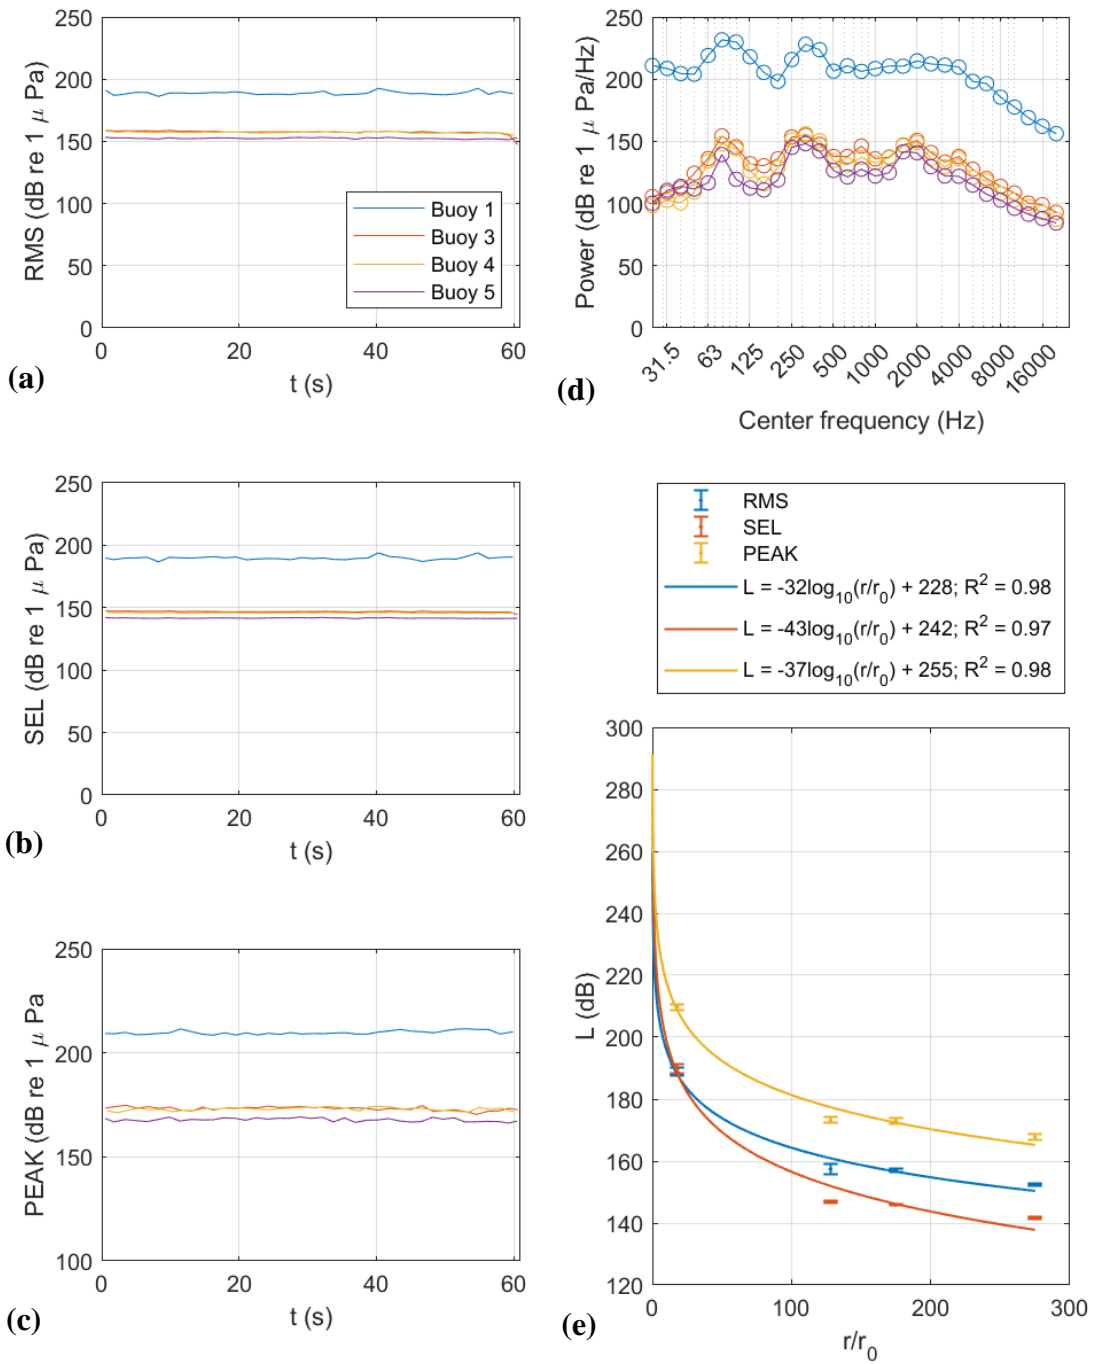 250
200
150
100
50
0
RMS (dB re 1 μ Pa)
Buoy 1
Buoy 3
Buoy 4
Buoy 5
0 20 40 60
t (s)
(a)
250
200
150
100
50
0
SEL (dB re 1 μ Pa)
0 20 40 60
t (s)
(b)
250
200
150
100
PEAK (dB re 1 μ Pa
0 20 40 60
t (s)
(c)
250
200
150
100
50
0
Power (dB re 1 μ Pa/Hz)
31.5 63 125 250 500 1000 2000 4000 8000 16000
Center frequency (Hz)
(d)
RMS
SEL
PEAK
L = -32log₁₀(r/r₀) + 228; R² = 0.98
L = -43log₁₀(r/r₀) + 242; R² = 0.97
L = -37log₁₀(r/r₀) + 255; R² = 0.98
300
280
260
240
220
200
180
160
140
120
L (dB)
0 100 200 300
r/r₀
(e)